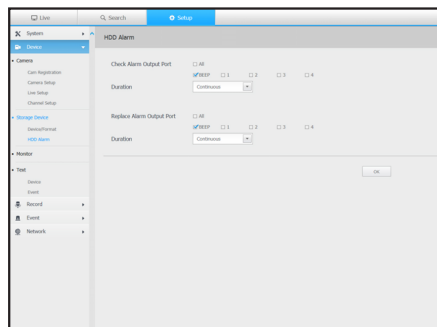 Live
Search
Setup
System
Device
Camera
Cam Registration
Camera Setup
Live Setup
Channel Setup
Storage Device
Device/Format
HDD Alarm
Monitor
Text
Device
Event
Record
Event
Network
HDD Alarm
Check Alarm Output Port All
BEEP 1 2 3 4
Duration Continuous
Replace Alarm Output Port All
BEEP 1 2 3 4
Duration Continuous
OK